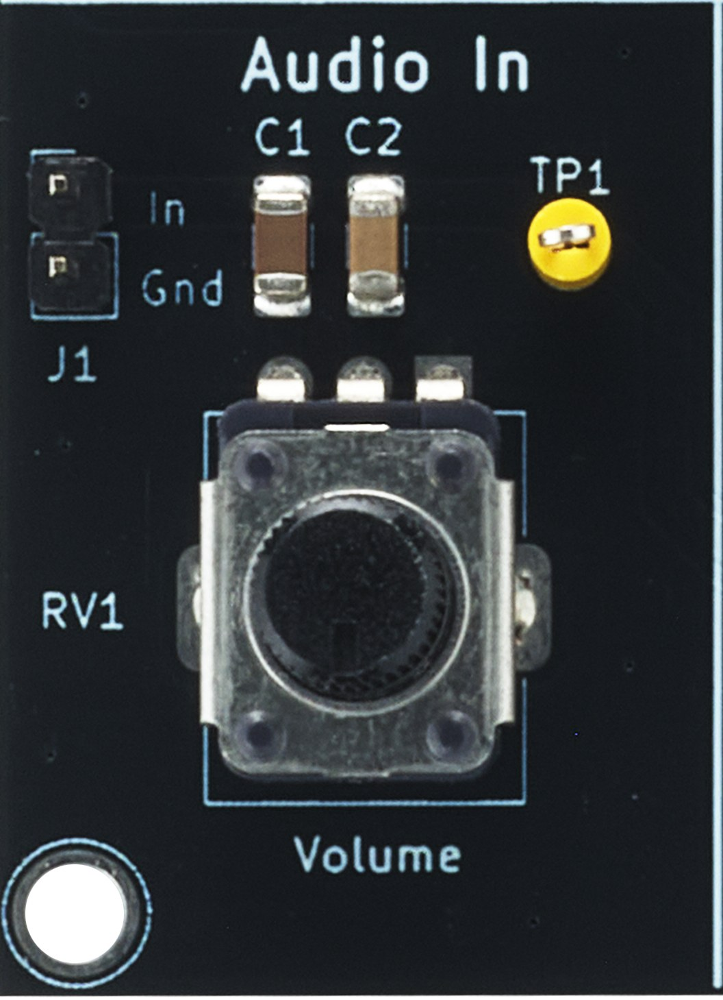 Audio In
C1 C2
TP1
In
Gnd
J1
RV1
Volume